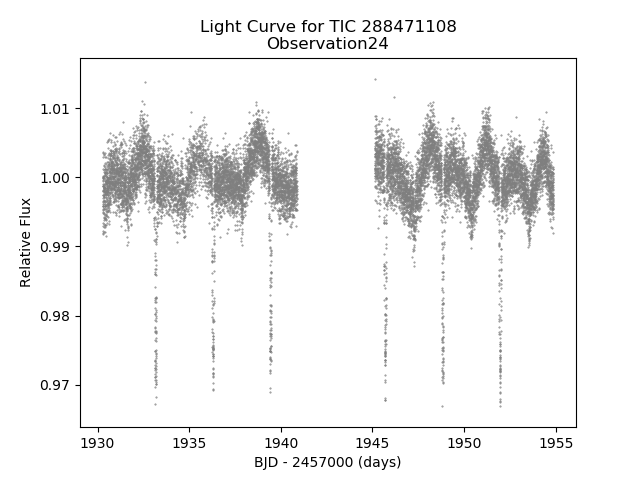 Light Curve for TIC 288471108
Observation24
1.01
1.00
0.99
0.98
0.97
Relative Flux
1930
1935
1940
1945
1950
1955
BJD - 2457000 (days)